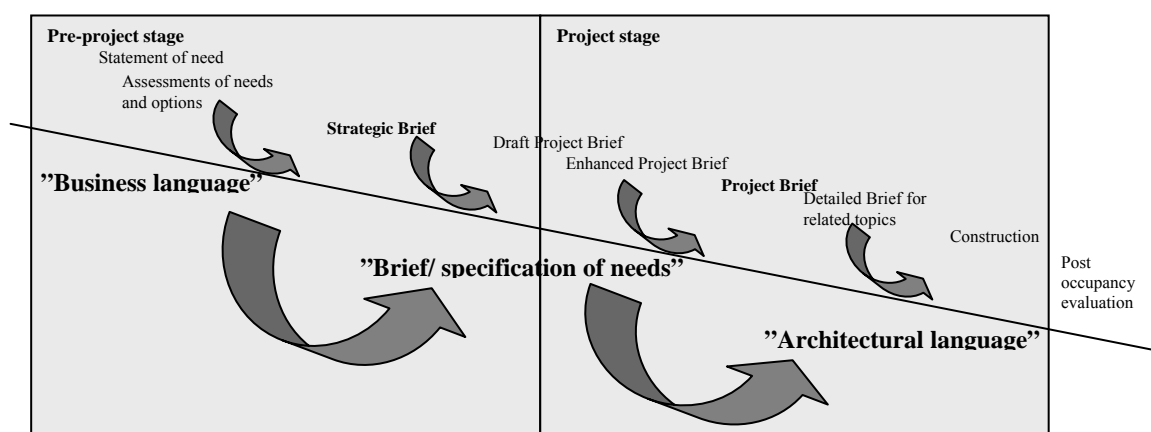 Pre-project stage
Statement of need
Assessments of needs
and options
Strategic Brief
”Business language”
Project stage
Draft Project Brief
Enhanced Project Brief
Project Brief
Detailed Brief for
related topics
Construction
”Brief/ specification of needs”
”Architectural language”
Post
occupancy
evaluation